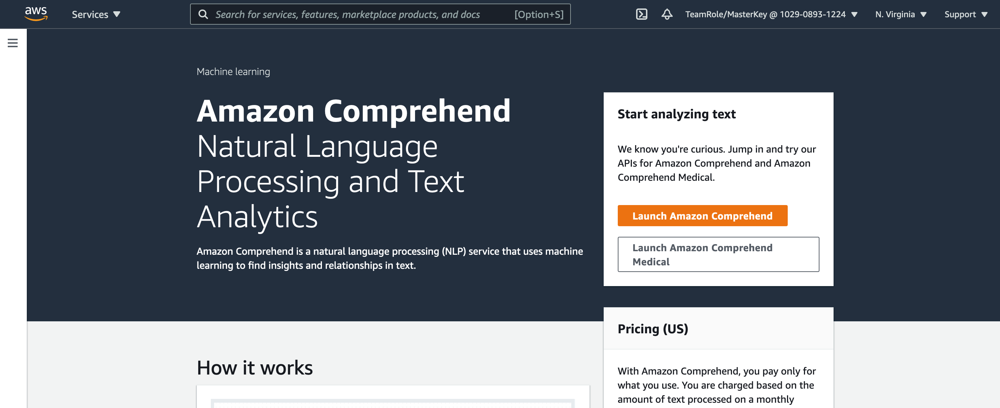 aws
Services
Search for services, features, marketplace products, and docs
[Option+S]
TeamRole/MasterKey @ 1029-0893-1224
N. Virginia
Support
Machine learning
Amazon Comprehend
Natural Language
Processing and Text
Analytics
Amazon Comprehend is a natural language processing (NLP) service that uses machine
learning to find insights and relationships in text.
Start analyzing text
We know you're curious. Jump in and try our
APIs for Amazon Comprehend and Amazon
Comprehend Medical.
Launch Amazon Comprehend
Launch Amazon Comprehend
Medical
Pricing (US)
With Amazon Comprehend, you pay only for
what you use. You are charged based on the
amount of text processed on a monthly
How it works